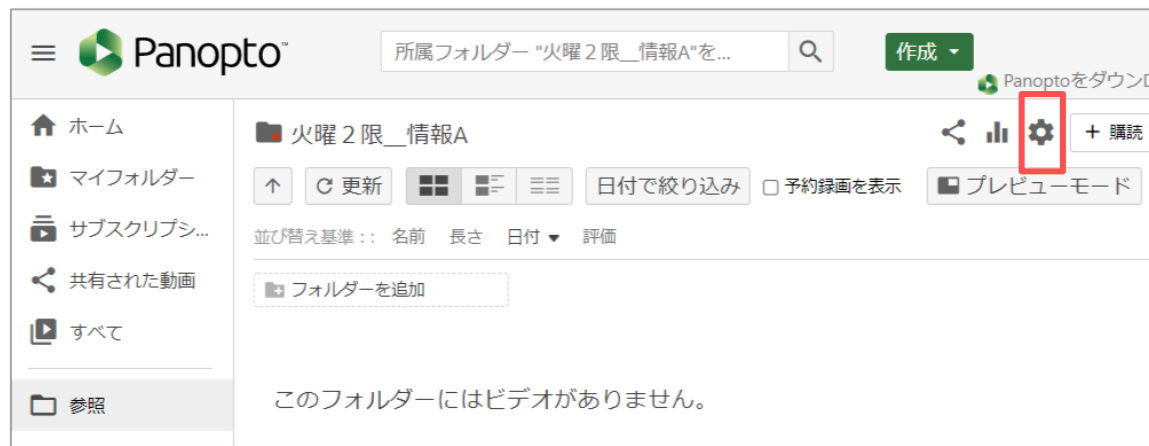 Panopto™
所属フォルダー "火曜２限__情報A"を...
作成
Panoptoをダウン
ホーム
マイフォルダー
サブスクリプシ...
共有された動画
すべて
参照
火曜２限__情報A
+ 購読
更新
日付で絞り込み
予約録画を表示
プレビューモード
並び替え基準:: 名前 長さ 日付 評価
フォルダーを追加
このフォルダーにはビデオがありません。